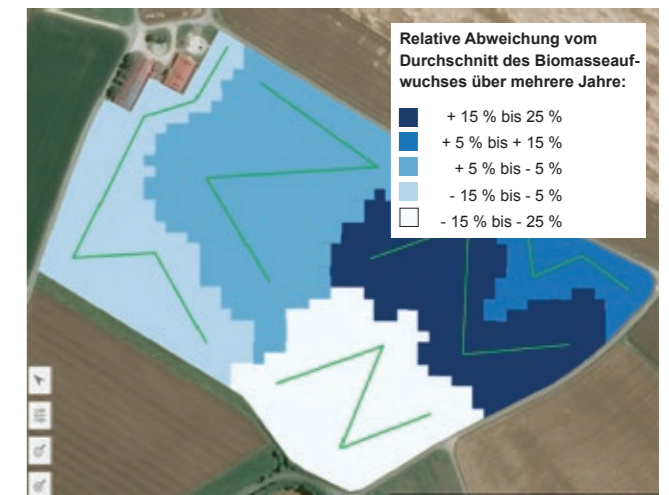 Relative Abweichung vom
Durchschnitt des Biomasseauf-
wuchses über mehrere Jahre:
+ 15 % bis 25 %
+ 5 % bis + 15 %
+ 5 % bis - 5 %
- 15 % bis - 5 %
- 15 % bis - 25 %